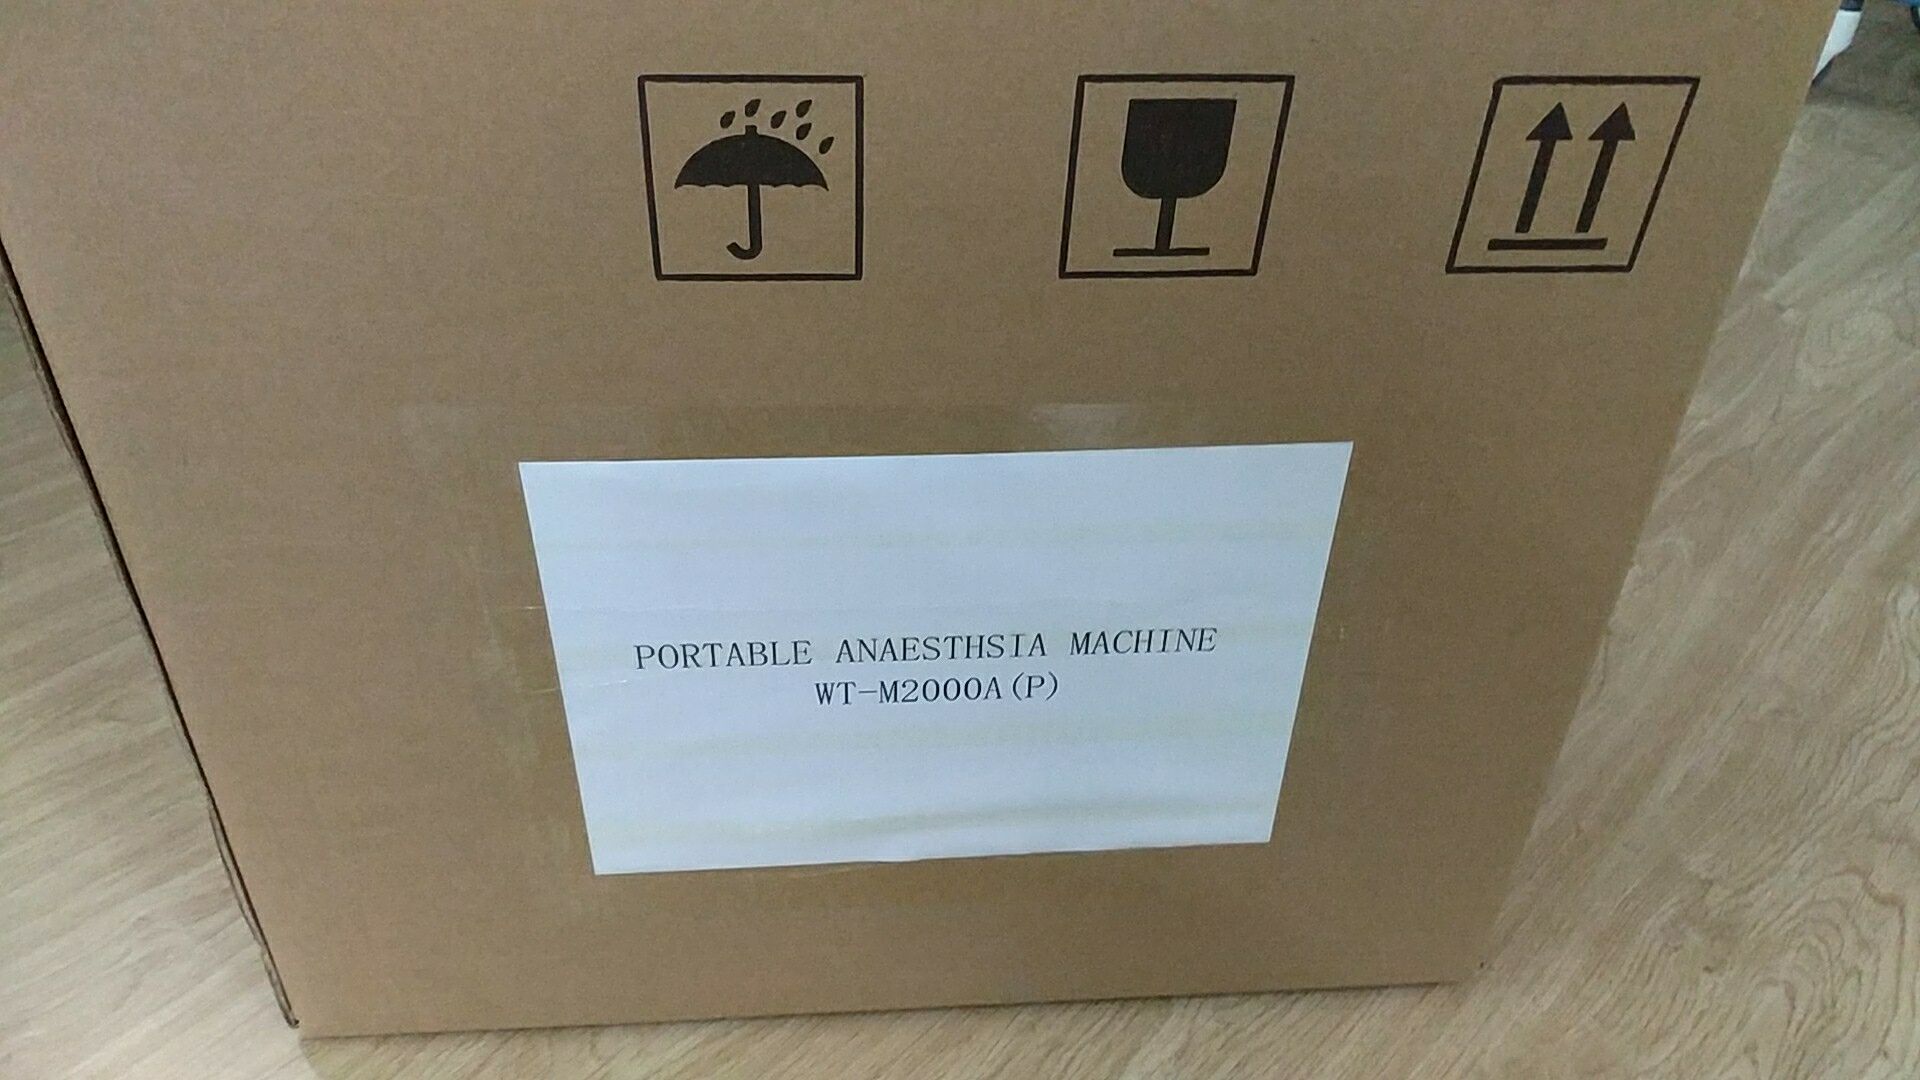 PORTABLE ANAESTHSIA MACHINE
WT-M2000A(P)